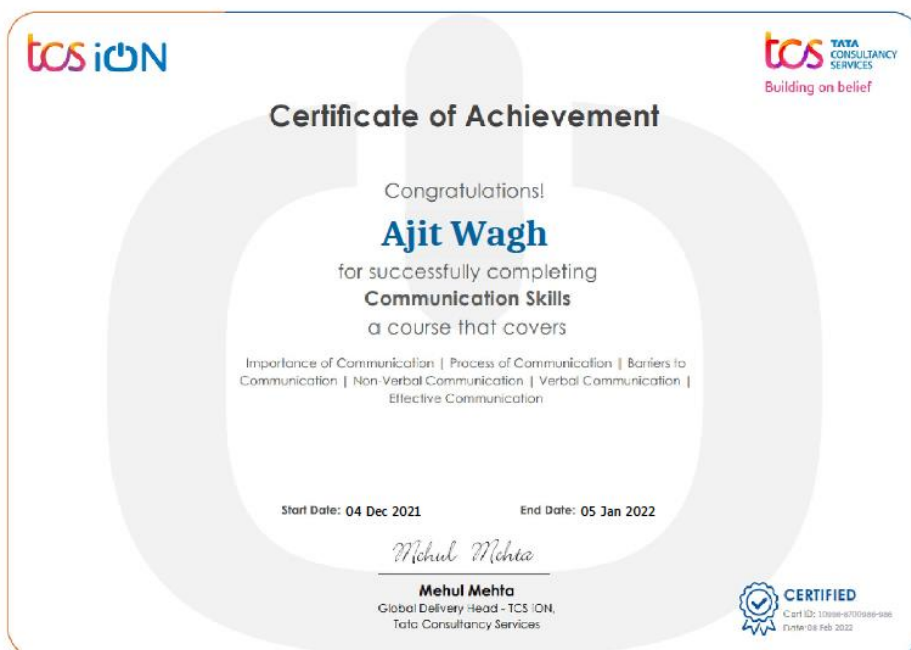 tcs iON
tcs TATA
CONSULTANCY
SERVICES
Building on belief
Certificate of Achievement
Congratulations!
Ajit Wagh
for successfully completing
Communication Skills
a course that covers
Importance of Communication | Process of Communication | Barriers to
Communication | Non-Verbal Communication | Verbal Communication |
Effective Communication
Start Date: 04 Dec 2021 End Date: 05 Jan 2022
Mehul Mehta
Mehul Mehta
Global Delivery Head - TCS iON,
Tata Consultancy Services
CERTIFIED
Cert ID:
Date: 08 Feb 2022